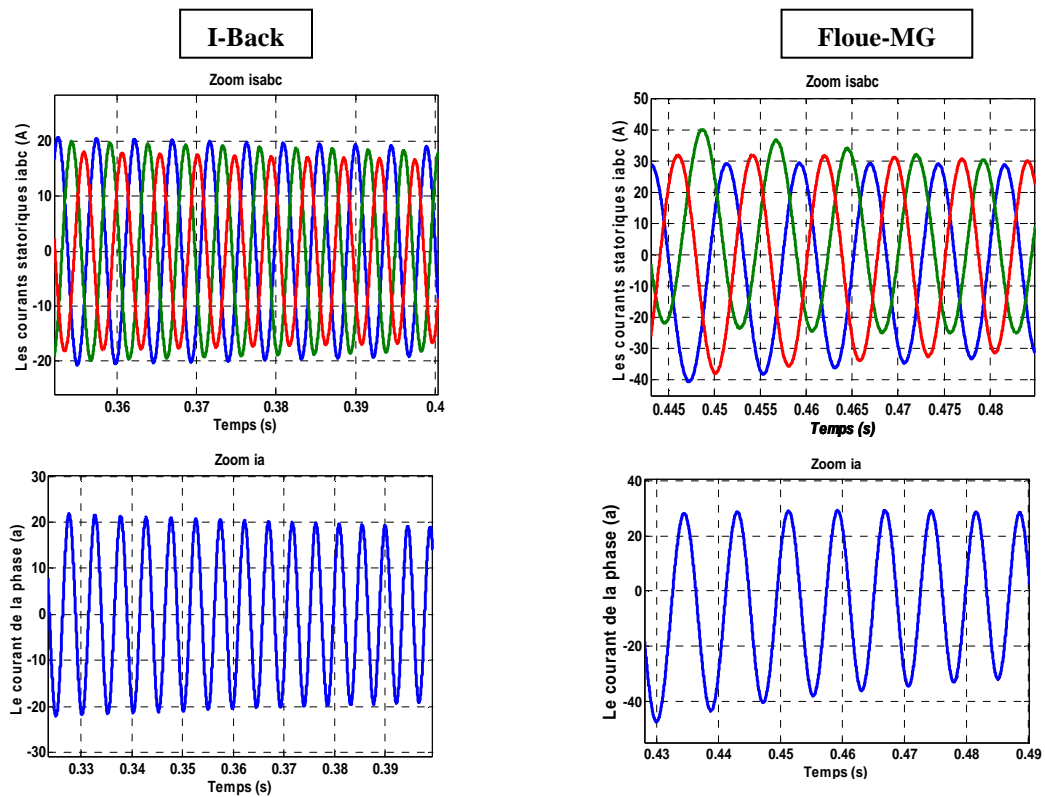 I-Back
Floue-MG
Zoom isabc
Les courants statoriques iabc (A)
20
10
0
-10
-20
0.36 0.37 0.38 0.39 0.4
Temps (s)
Zoom isabc
Les courants statoriques iabc (A)
50
40
30
20
10
0
-10
-20
-30
-40
0.445 0.45 0.455 0.46 0.465 0.47 0.475 0.48
Temps (s)
Zoom ia
Le courant de la phase (a)
30
20
10
0
-10
-20
-30
0.33 0.34 0.35 0.36 0.37 0.38 0.39
Temps (s)
Zoom ia
Le courant de la phase (a)
40
20
0
-20
-40
0.43 0.44 0.45 0.46 0.47 0.48 0.49
Temps (s)